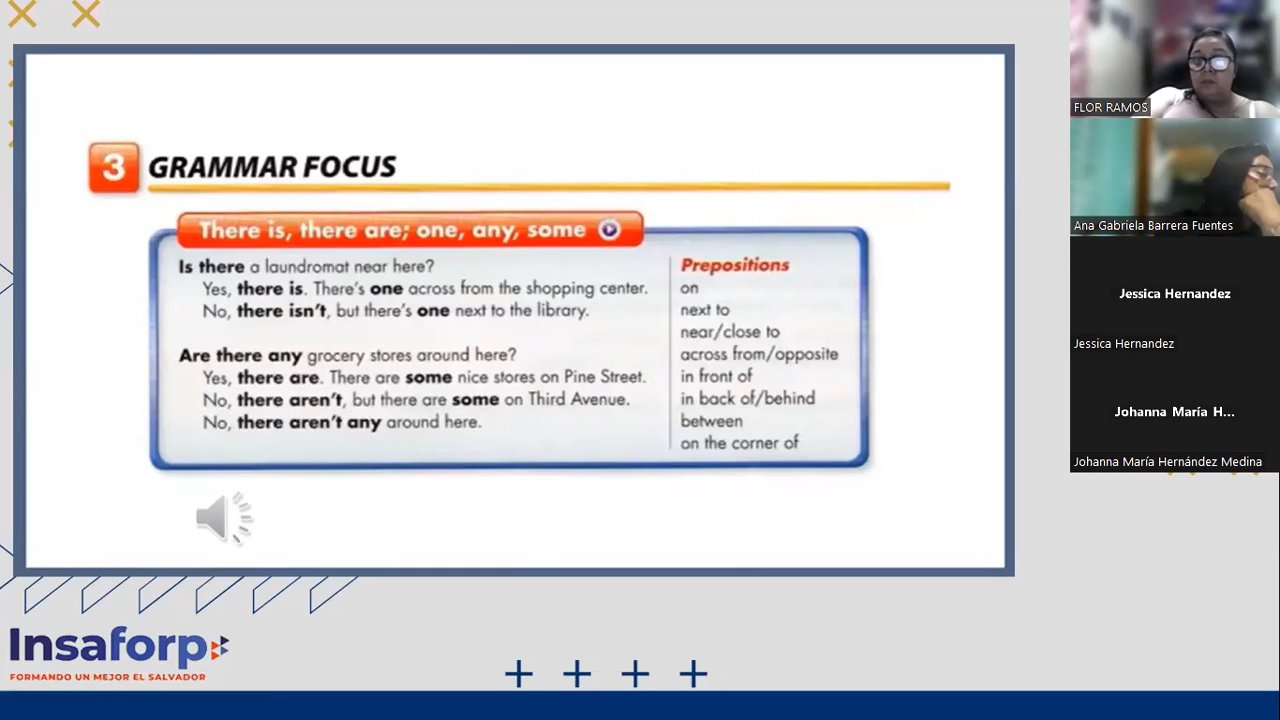 3 GRAMMAR FOCUS
There is, there are; one, any, some
Is there a laundromat near here?
Yes, there is. There's one across from the shopping center.
No, there isn't, but there's one next to the library.
Are there any grocery stores around here?
Yes, there are. There are some nice stores on Pine Street.
No, there aren't, but there are some on Third Avenue.
No, there aren't any around here.
Prepositions
on
next to
near/close to
across from/opposite
in front of
in back of/behind
between
on the corner of
Insaforp
FORMANDO UN MEJOR EL SALVADOR
FLOR RAMOS
Ana Gabriela Barrera Fuentes
Jessica Hernandez
Jessica Hernandez
Johanna María H...
Johanna María Hernández Medina